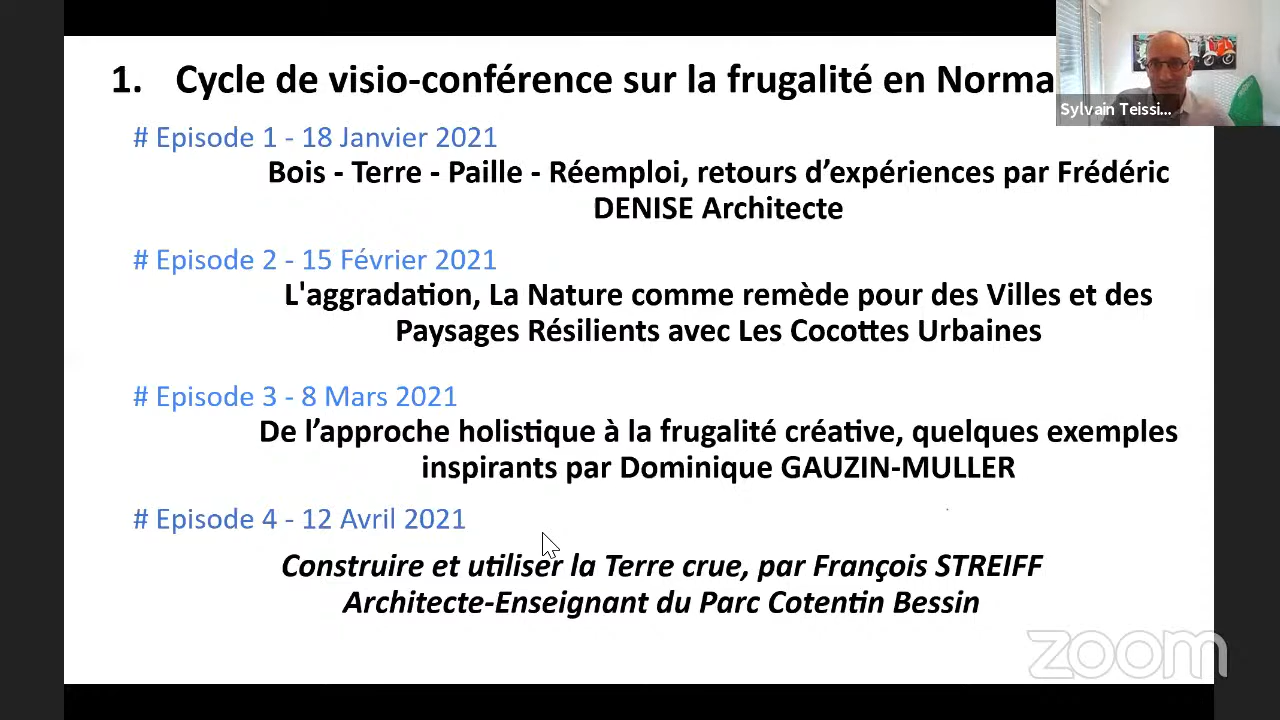 1. Cycle de visio-conférence sur la frugalité en Norma
Sylvain Teissi...
# Episode 1 - 18 Janvier 2021
Bois - Terre - Paille - Réemploi, retours d’expériences par Frédéric
DENISE Architecte
# Episode 2 - 15 Février 2021
L'aggradation, La Nature comme remède pour des Villes et des
Paysages Résilients avec Les Cocottes Urbaines
# Episode 3 - 8 Mars 2021
De l’approche holistique à la frugalité créative, quelques exemples
inspirants par Dominique GAUZIN-MULLER
# Episode 4 - 12 Avril 2021
Construire et utiliser la Terre crue, par François STREIFF
Architecte-Enseignant du Parc Cotentin Bessin
zoom